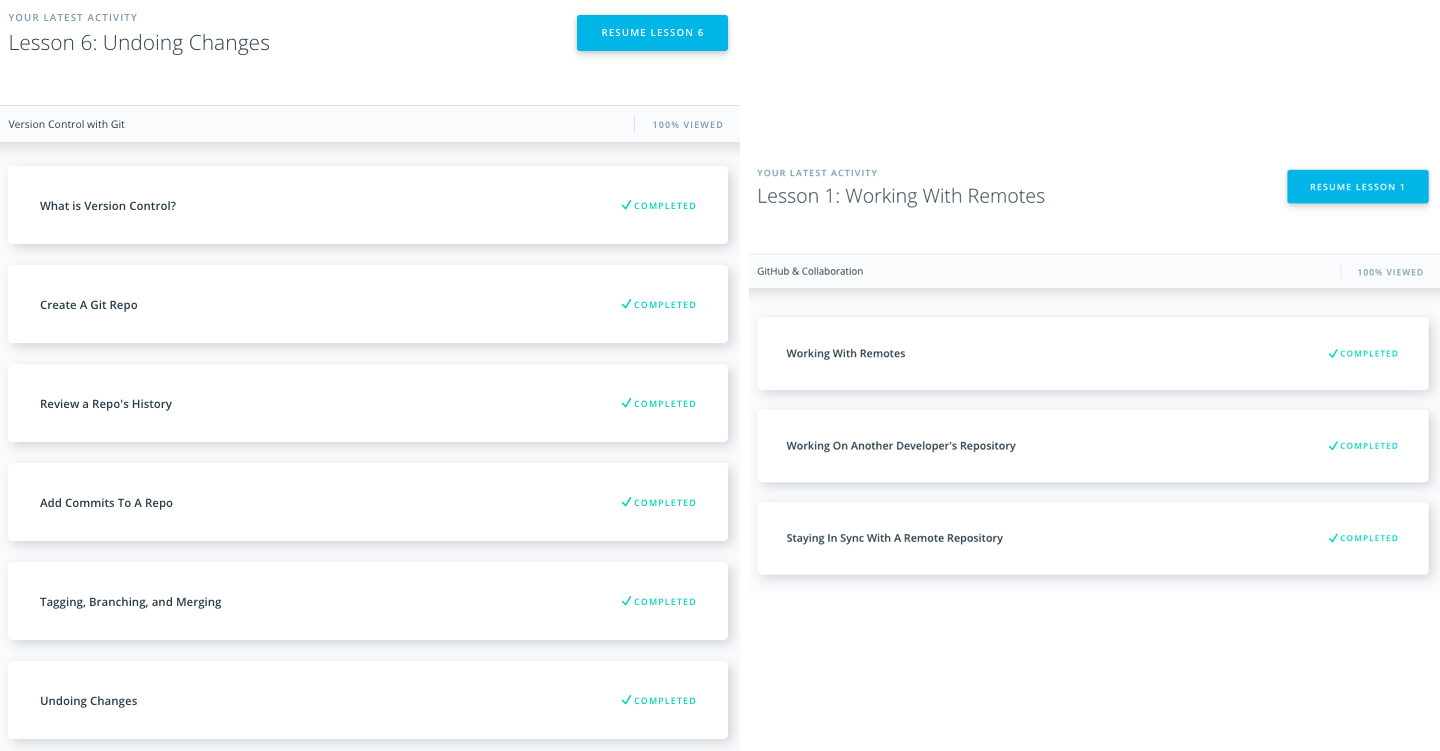 YOUR LATEST ACTIVITY
Lesson 6: Undoing Changes
RESUME LESSON 6
Version Control with Git
100% VIEWED
What is Version Control?
COMPLETED
Create A Git Repo
COMPLETED
Review a Repo's History
COMPLETED
Add Commits To A Repo
COMPLETED
Tagging, Branching, and Merging
COMPLETED
Undoing Changes
COMPLETED
YOUR LATEST ACTIVITY
Lesson 1: Working With Remotes
RESUME LESSON 1
GitHub & Collaboration
100% VIEWED
Working With Remotes
COMPLETED
Working On Another Developer's Repository
COMPLETED
Staying In Sync With A Remote Repository
COMPLETED